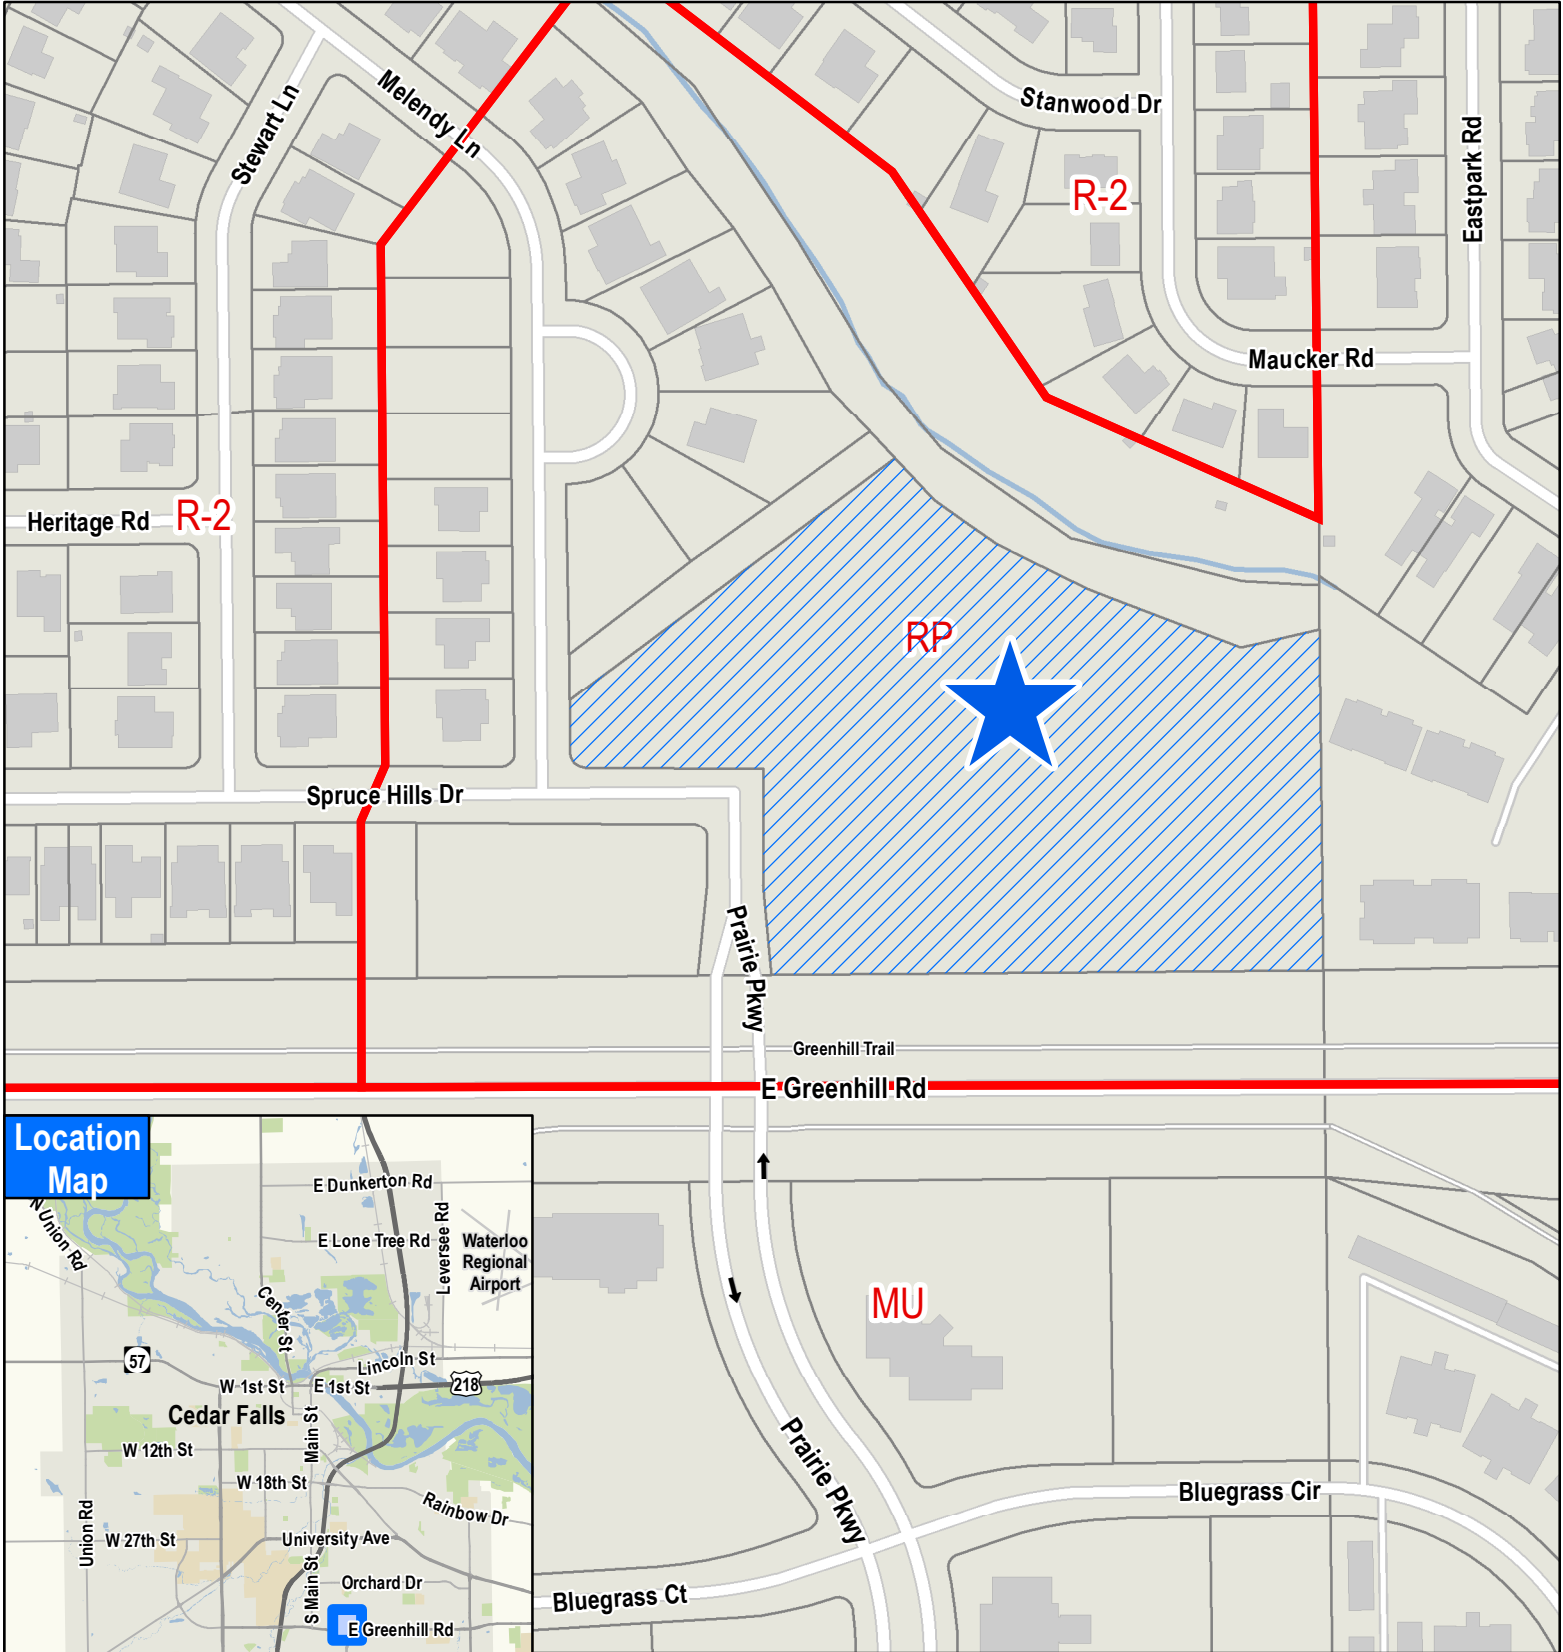 Stewart Ln
Melendy Ln
Stanwood Dr
R-2
Eastpark Rd
Maucker Rd
Heritage Rd
R-2
RP
Spruce Hills Dr
Prairie Pkwy
Greenhill Trail
E Greenhill Rd
MU
Prairie Pkwy
Bluegrass Cir
Bluegrass Ct
Location
Map
N Union Rd
E Dunkerton Rd
E Lone Tree Rd
Leversee Rd
Waterloo
Regional
Airport
Center St
57
Lincoln St
W 1st St
E 1st St
218
Cedar Falls
Main St
W 12th St
W 18th St
Rainbow Dr
Union Rd
W 27th St
University Ave
S Main St
Orchard Dr
E Greenhill Rd